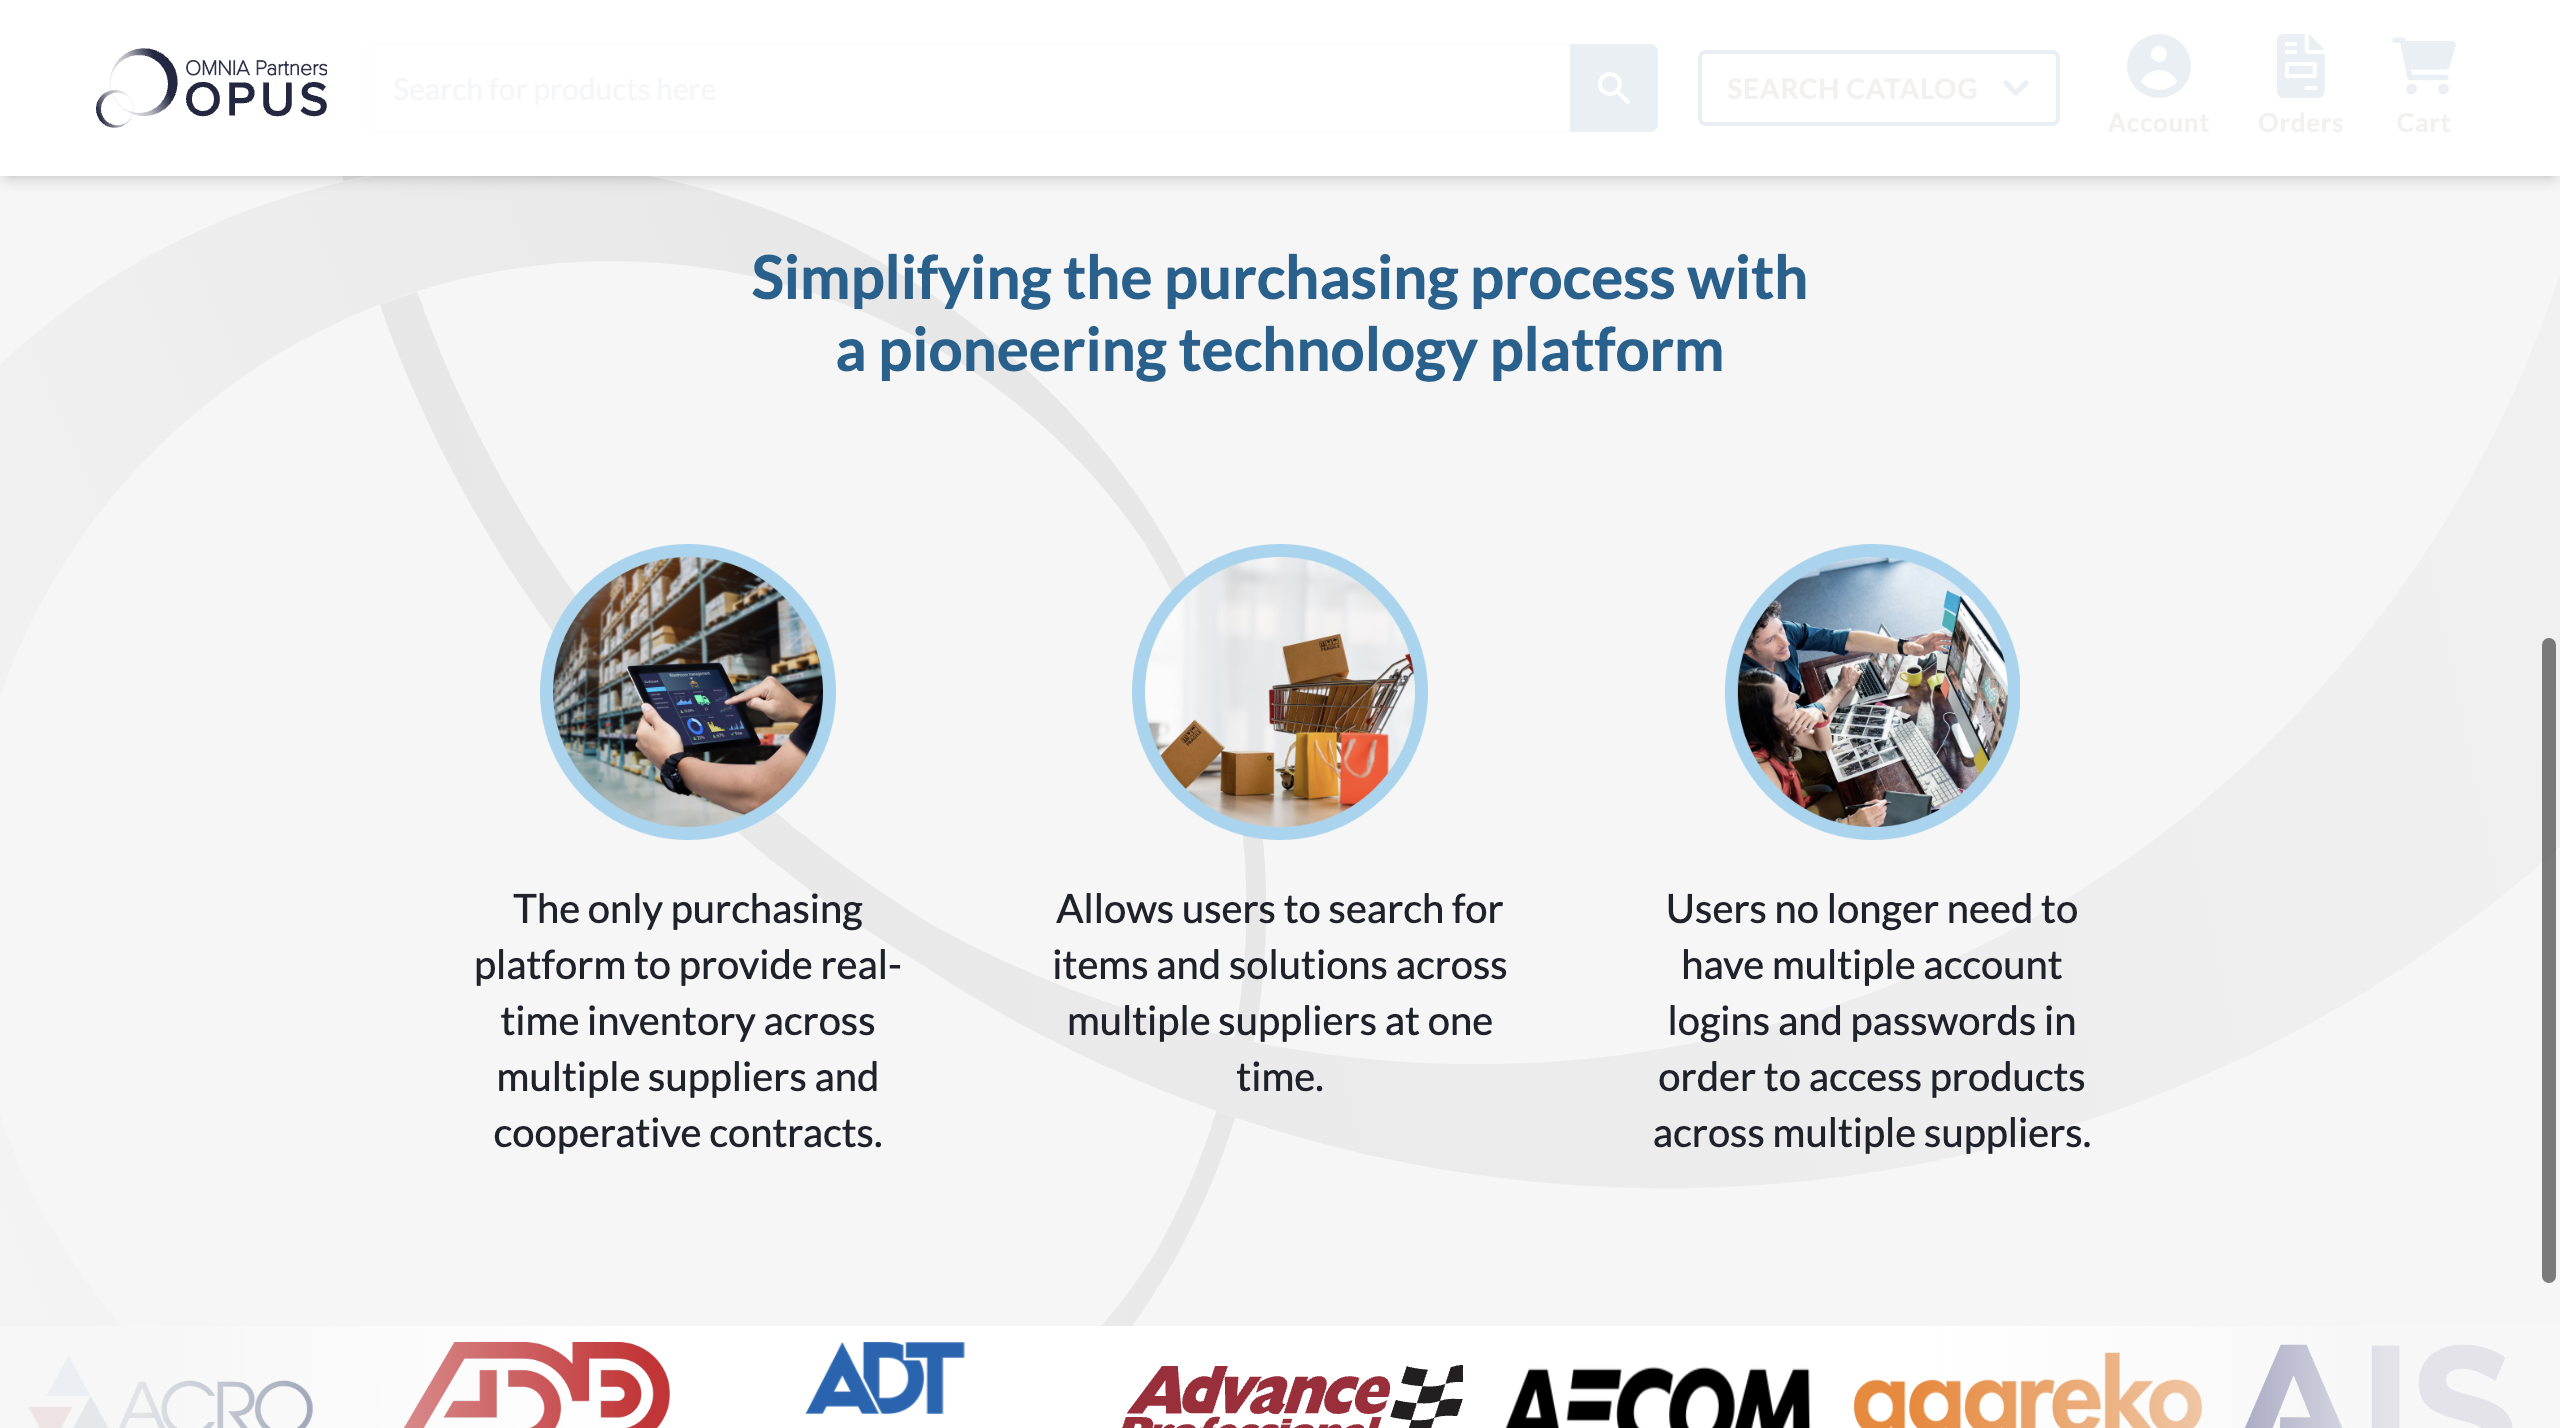 OMNIA Partners
OPUS
Search for products here
SEARCH CATALOG
Account
Orders
Cart
Simplifying the purchasing process with
a pioneering technology platform
The only purchasing
platform to provide real-
time inventory across
multiple suppliers and
cooperative contracts.
Allows users to search for
items and solutions across
multiple suppliers at one
time.
Users no longer need to
have multiple account
logins and passwords in
order to access products
across multiple suppliers.
ACRO
ADP
ADT
Advance
Professional
AECOM
aggreko
AIS